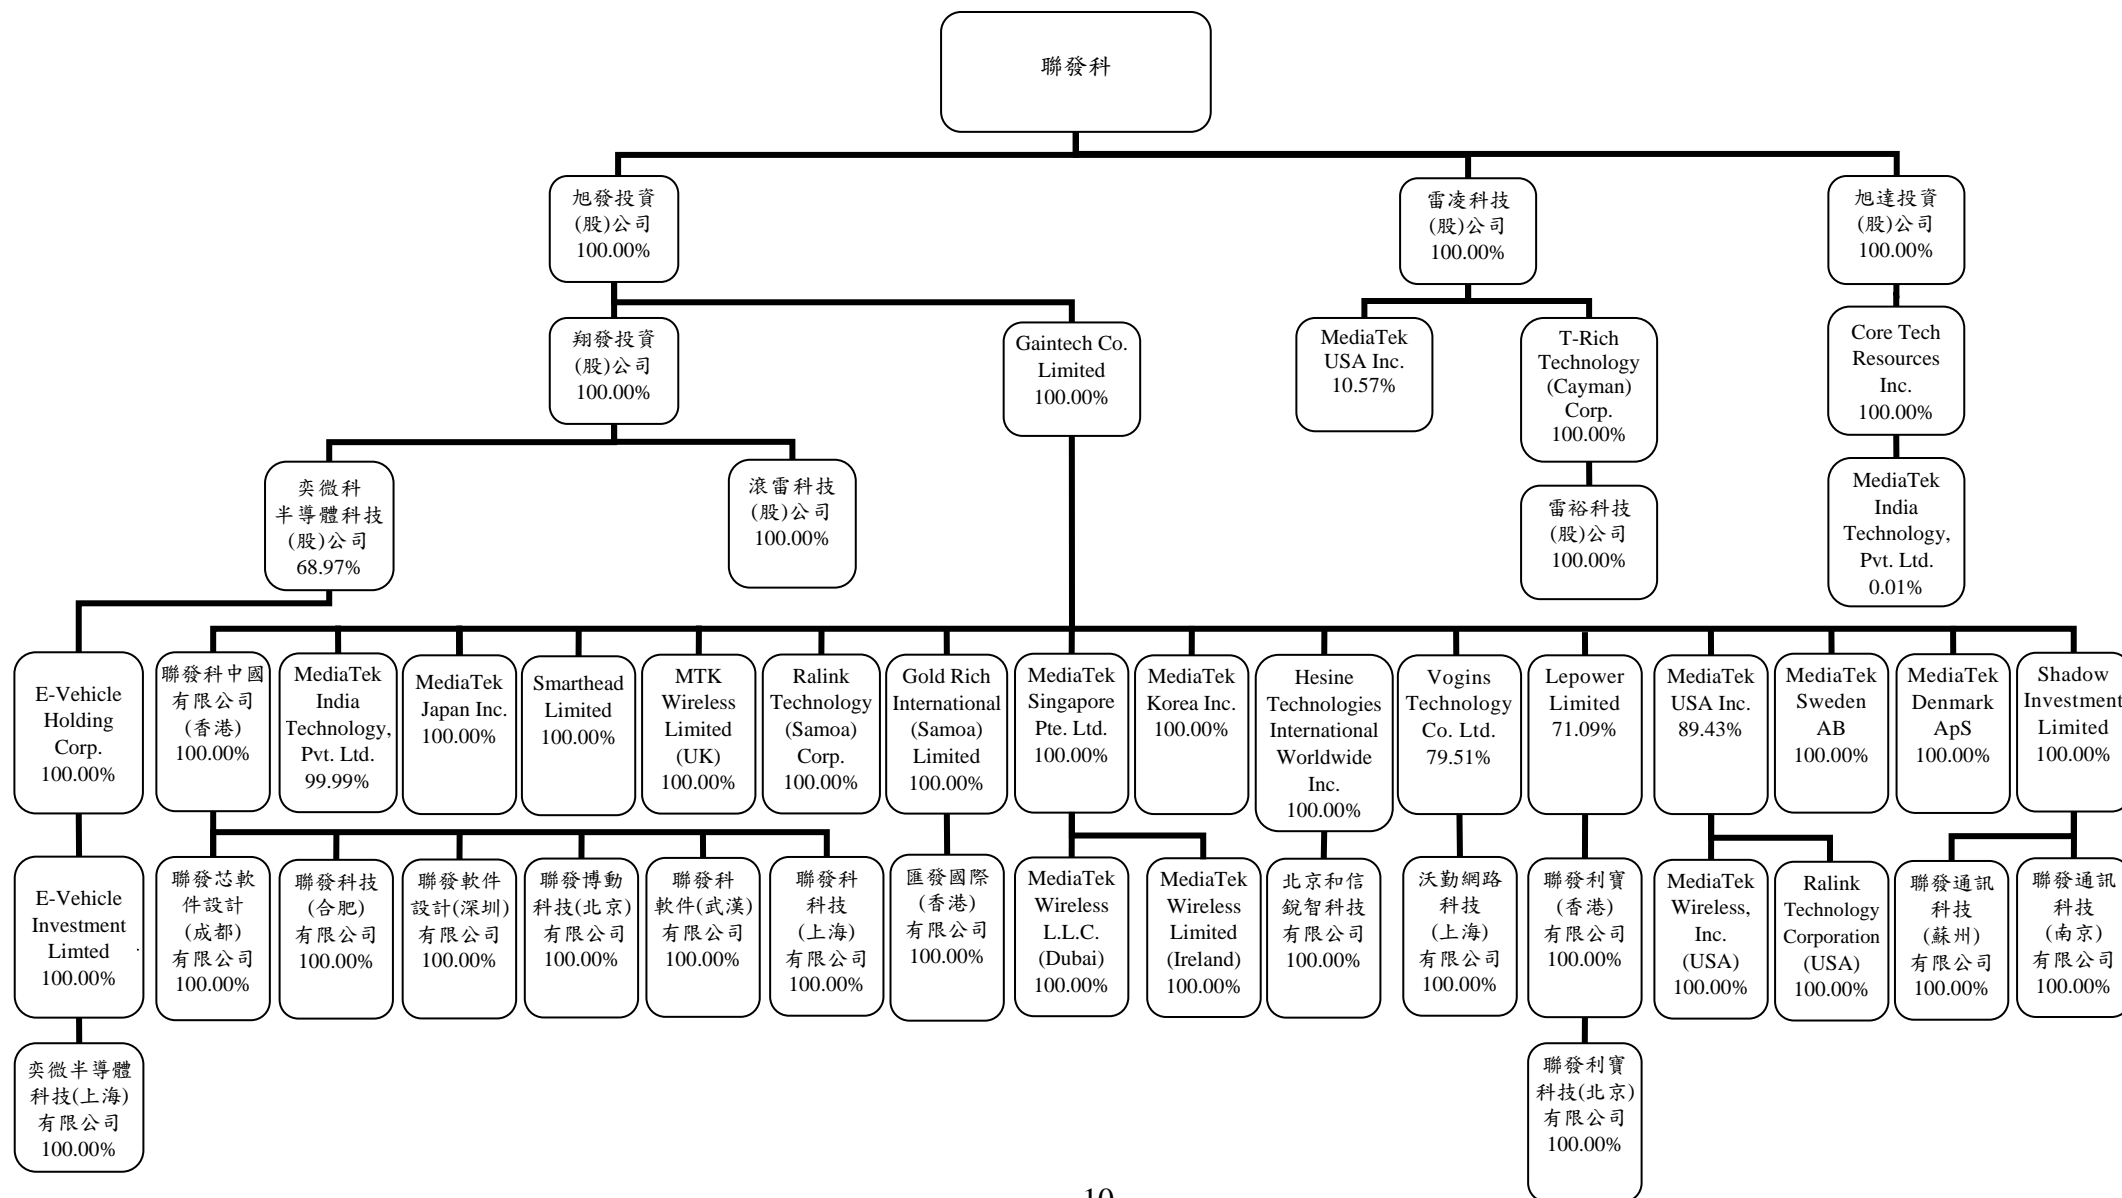 聯發科
旭發投資
(股)公司
100.00%
雷凌科技
(股)公司
100.00%
旭達投資
(股)公司
100.00%
翔發投資
(股)公司
100.00%
Gaintech Co.
Limited
100.00%
MediaTek
USA Inc.
10.57%
T-Rich
Technology
(Cayman)
Corp.
100.00%
Core Tech
Resources
Inc.
100.00%
奕微科
半導體科技
(股)公司
68.97%
滾雷科技
(股)公司
100.00%
雷裕科技
(股)公司
100.00%
MediaTek
India
Technology,
Pvt. Ltd.
0.01%
E-Vehicle
Holding
Corp.
100.00%
聯發科中國
有限公司
(香港)
100.00%
MediaTek
India
Technology,
Pvt. Ltd.
99.99%
MediaTek
Japan Inc.
100.00%
Smarthead
Limited
100.00%
MTK
Wireless
Limited
(UK)
100.00%
Ralink
Technology
(Samoa)
Corp.
100.00%
Gold Rich
International
(Samoa)
Limited
100.00%
MediaTek
Singapore
Pte. Ltd.
100.00%
MediaTek
Korea Inc.
100.00%
Hesine
Technologies
International
Worldwide
Inc.
100.00%
Vogins
Technology
Co. Ltd.
79.51%
Lepower
Limited
71.09%
MediaTek
USA Inc.
89.43%
MediaTek
Sweden
AB
100.00%
MediaTek
Denmark
ApS
100.00%
Shadow
Investment
Limited
100.00%
E-Vehicle
Investment
Limted
100.00%
聯發芯軟
件設計
(成都)
有限公司
100.00%
聯發科技
(合肥)
有限公司
100.00%
聯發軟件
設計(深圳)
有限公司
100.00%
聯發博動
科技(北京)
有限公司
100.00%
聯發科
軟件(武漢)
有限公司
100.00%
聯發科
科技
(上海)
有限公司
100.00%
匯發國際
(香港)
有限公司
100.00%
MediaTek
Wireless
L.L.C.
(Dubai)
100.00%
MediaTek
Wireless
Limited
(Ireland)
100.00%
北京和信
銳智科技
有限公司
100.00%
沃勤網路
科技
(上海)
有限公司
100.00%
聯發利寶
(香港)
有限公司
100.00%
MediaTek
Wireless,
Inc.
(USA)
100.00%
Ralink
Technology
Corporation
(USA)
100.00%
聯發通訊
科技
(蘇州)
有限公司
100.00%
聯發通訊
科技
(南京)
有限公司
100.00%
奕微半導體
科技(上海)
有限公司
100.00%
聯發利寶
科技(北京)
有限公司
100.00%
10